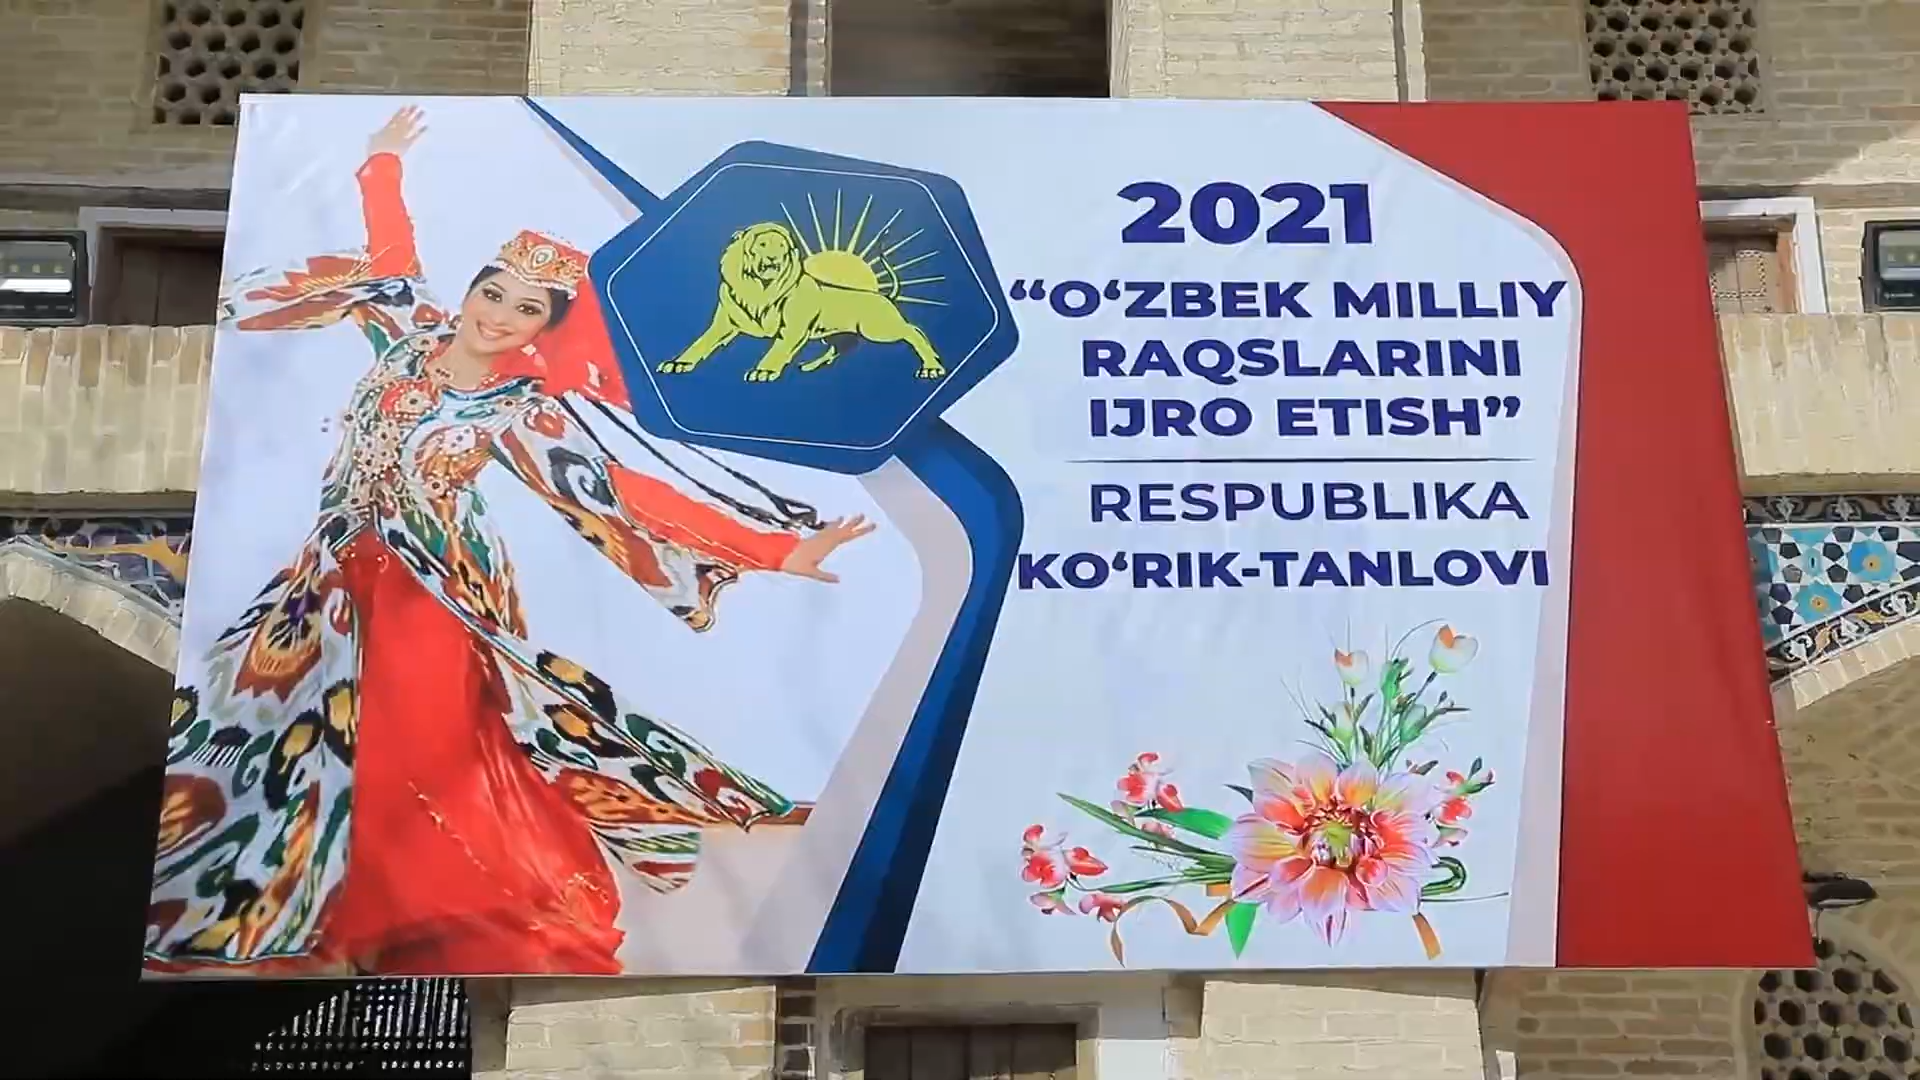 2021
“O‘ZBEK MILLIY
RAQSLARINI
IJRO ETISH”
RESPUBLIKA
KO‘RIK-TANLOVI